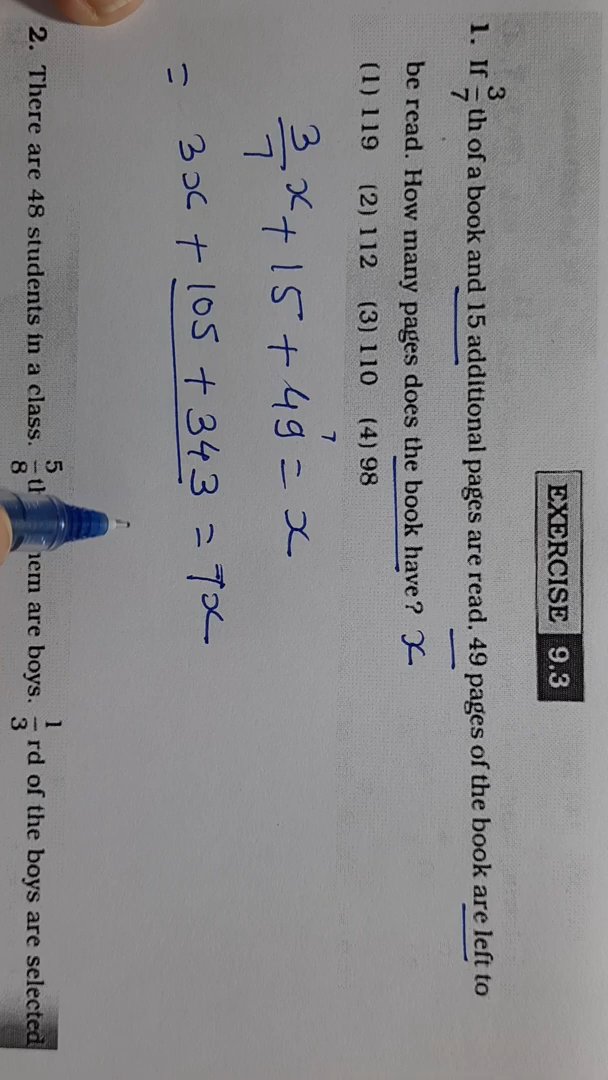 EXERCISE 9.3
1. If 3/7 th of a book and 15 additional pages are read, 49 pages of the book are left to
be read. How many pages does the book have? x
(1) 119 (2) 112 (3) 110 (4) 98
3/7 x + 15 + 49 = x
7
= 3x + 105 + 343 = 7x
2. There are 48 students in a class. 5/8 th hem are boys. 1/3 rd of the boys are selected